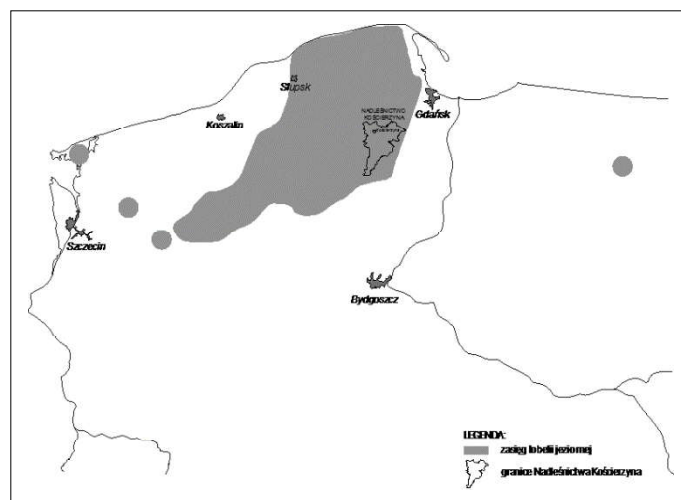 Słupsk
Koszalin
NADLEŚNICTWO
KOŚCIERZYNA
Gdańsk
Szczecin
Bydgoszcz
LEGENDA:
zasięg lobelii jeziornej
granice Nadleśnictwa Kościerzyna